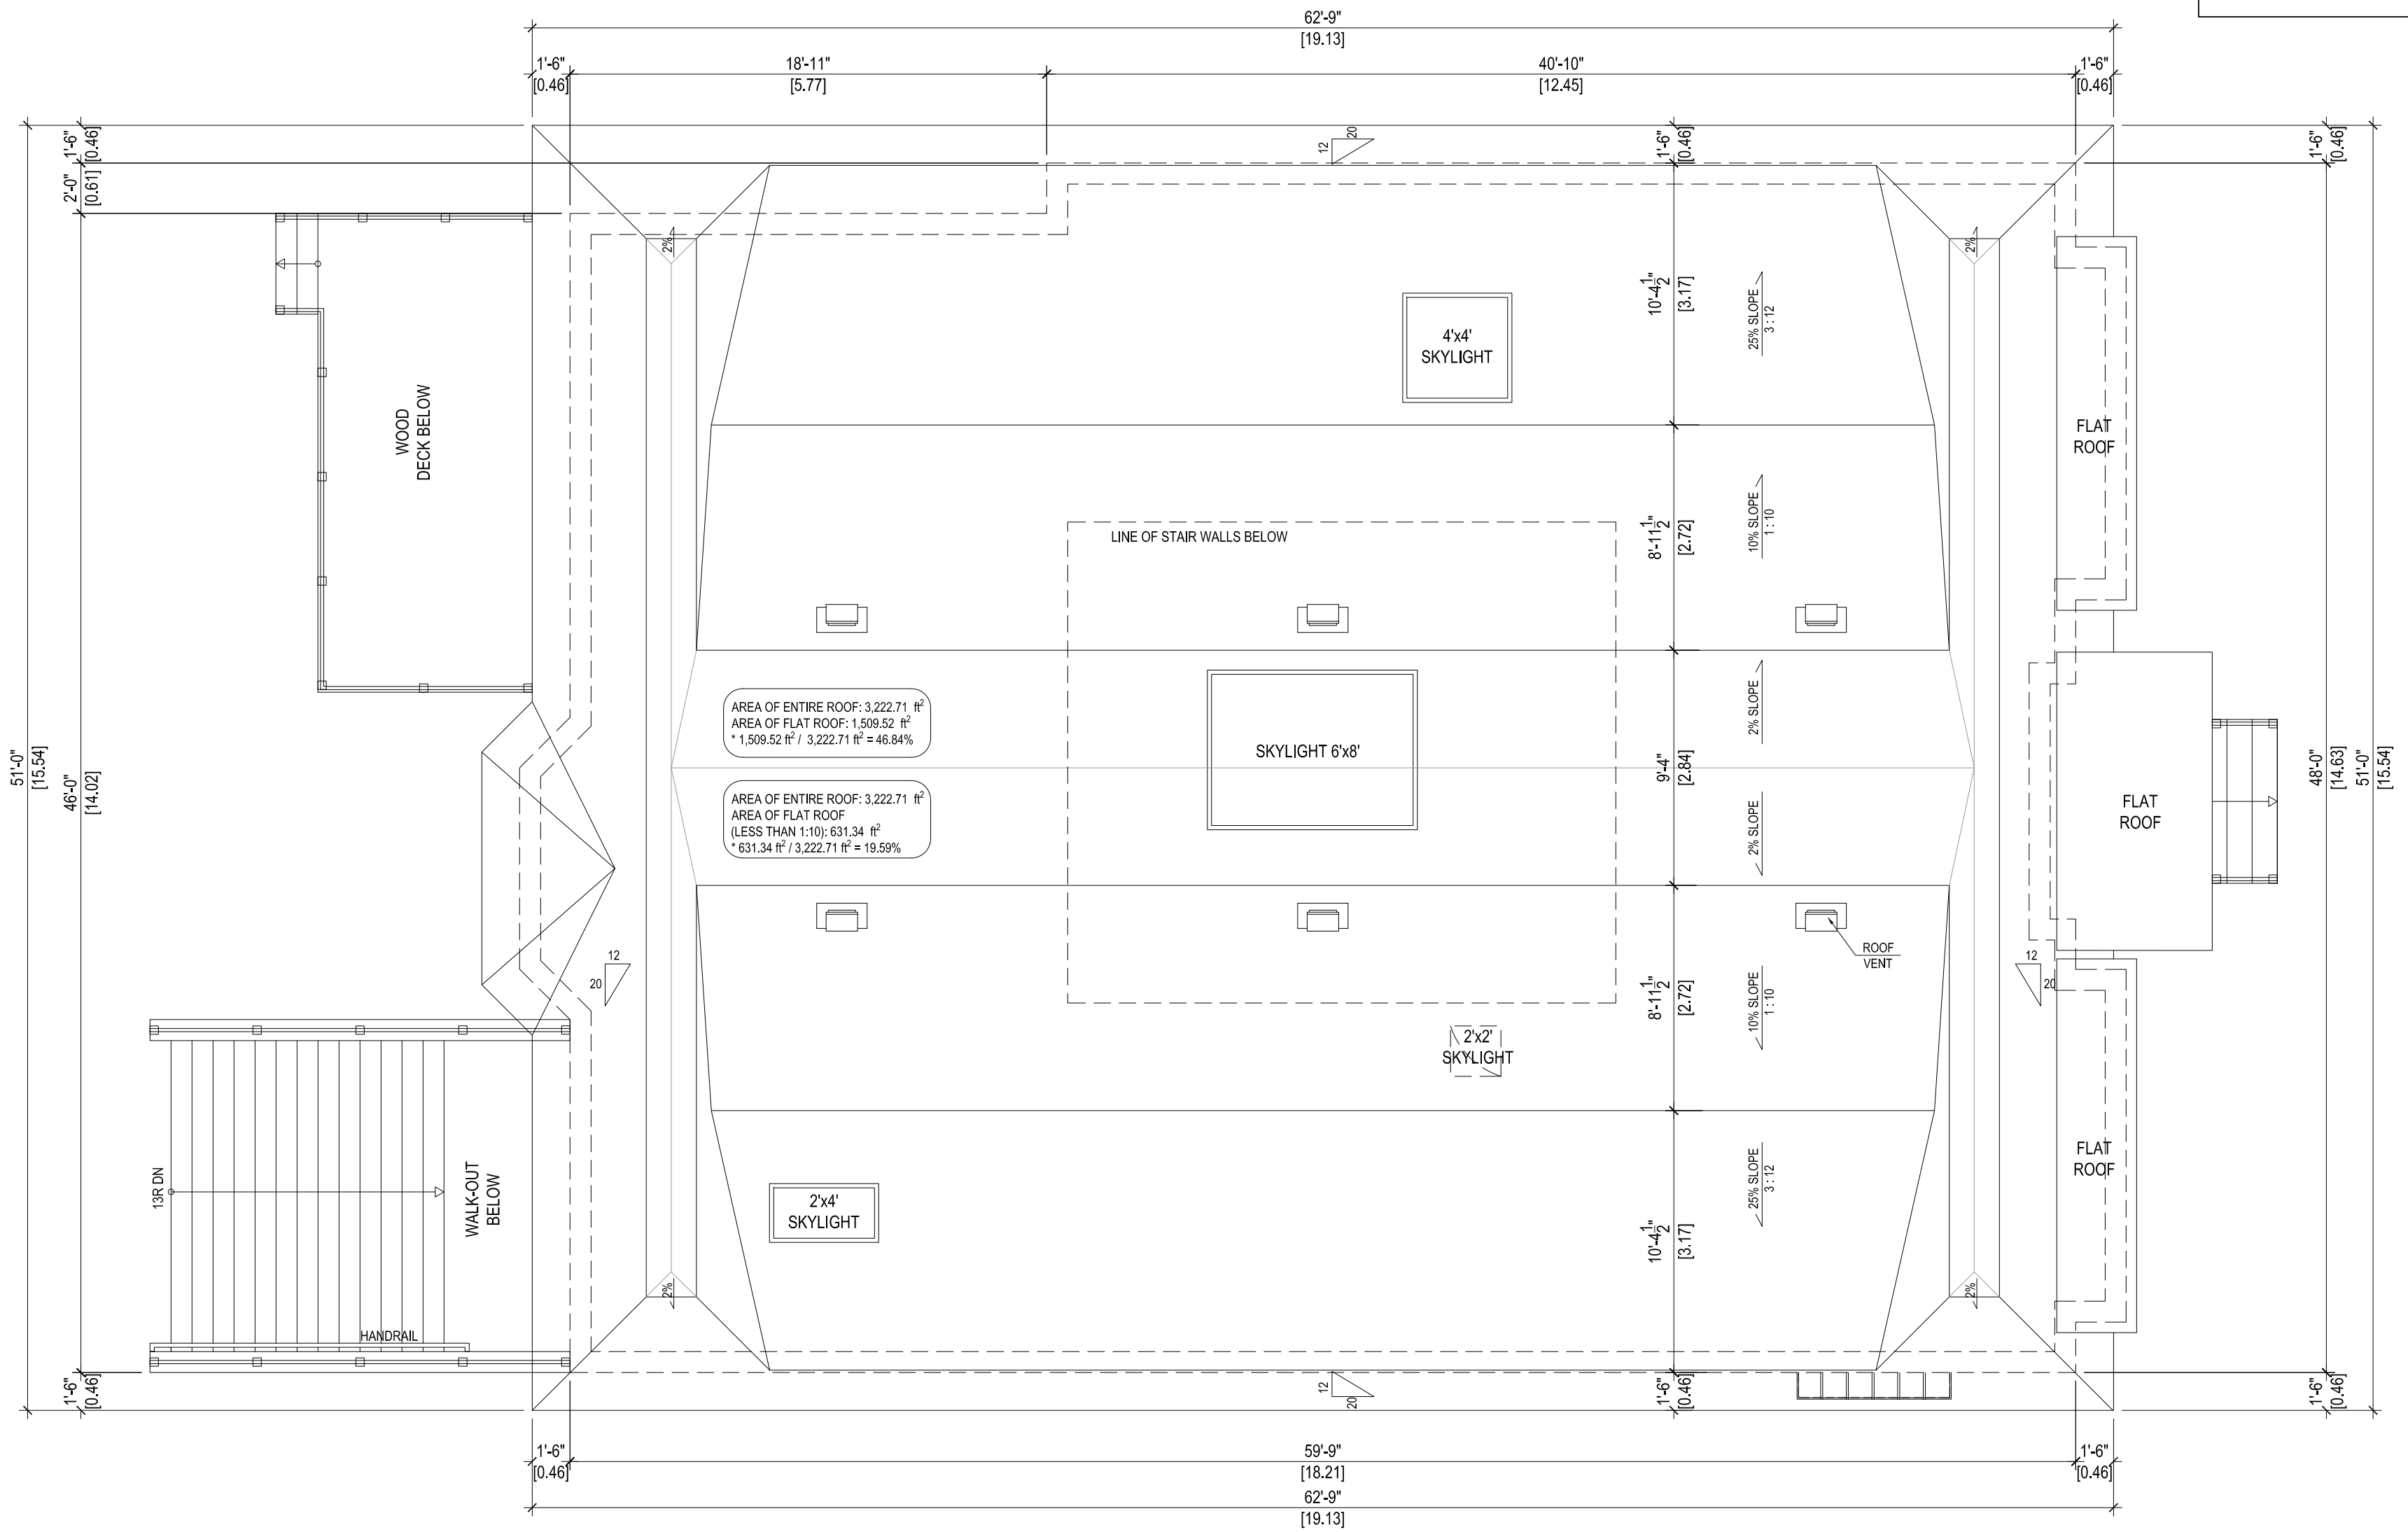 62'-9"
[19.13]
1'-6"
[0.46]
18'-11"
[5.77]
40'-10"
[12.45]
1'-6"
[0.46]
1'-6"
[0.46]
2'-0"
[0.61]
51'-0"
[15.54]
46'-0"
[14.02]
1'-6"
[0.46]
12
20
1'-6"
[0.46]
1'-6"
[0.46]
2%
2%
WOOD
DECK BELOW
4'x4'
SKYLIGHT
10'-4 1/2"
[3.17]
25% SLOPE
3 : 12
FLAT
ROOF
LINE OF STAIR WALLS BELOW
8'-11 1/2"
[2.72]
10% SLOPE
1 : 10
AREA OF ENTIRE ROOF: 3,222.71 ft²
AREA OF FLAT ROOF: 1,509.52 ft²
* 1,509.52 ft² / 3,222.71 ft² = 46.84%
SKYLIGHT 6'x8'
9'-4"
[2.84]
2% SLOPE
2% SLOPE
AREA OF ENTIRE ROOF: 3,222.71 ft²
AREA OF FLAT ROOF
(LESS THAN 1:10): 631.34 ft²
* 631.34 ft² / 3,222.71 ft² = 19.59%
FLAT
ROOF
48'-0"
[14.63]
51'-0"
[15.54]
ROOF
VENT
12
20
12
20
8'-11 1/2"
[2.72]
10% SLOPE
1 : 10
2'x2'
SKYLIGHT
FLAT
ROOF
13R DN
WALK-OUT
BELOW
2'x4'
SKYLIGHT
10'-4 1/2"
[3.17]
25% SLOPE
3 : 12
2%
2%
HANDRAIL
12
20
1'-6"
[0.46]
1'-6"
[0.46]
1'-6"
[0.46]
59'-9"
[18.21]
1'-6"
[0.46]
62'-9"
[19.13]